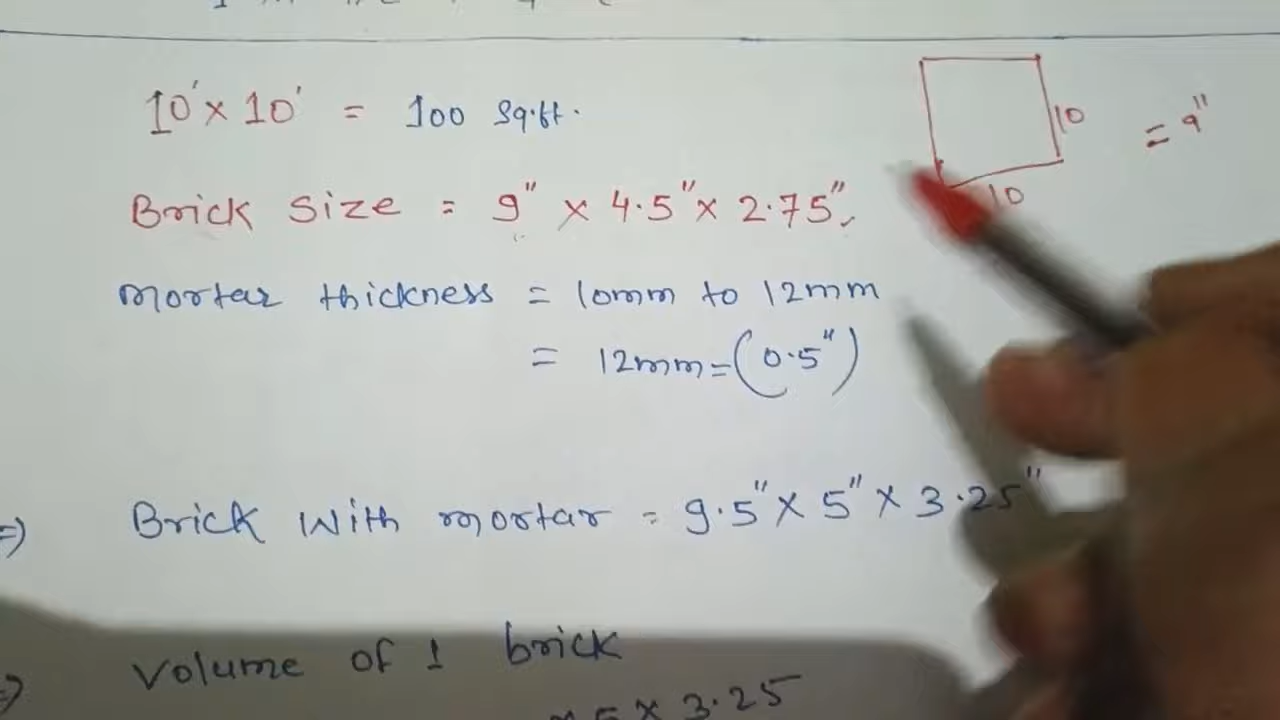 10' x 10' = 100 Sq.ft.
10
10
= 9"
Brick Size = 9" x 4.5" x 2.75"
mortar thickness = 10mm to 12mm
= 12mm = (0.5")
=) Brick with mortar = 9.5" x 5" x 3.25"
=) Volume of 1 brick
x 5 x 3.25